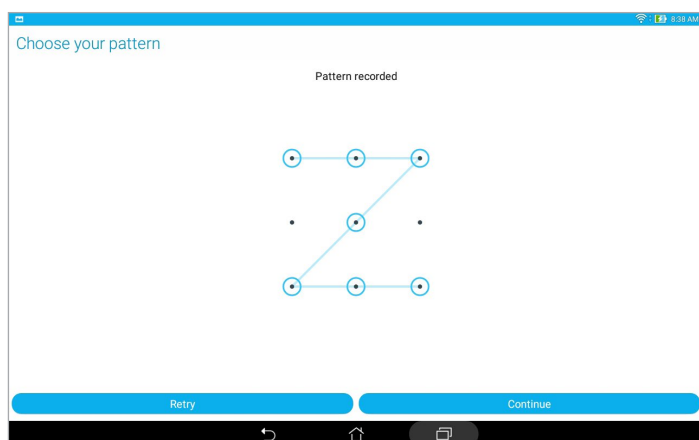 8:38 AM
Choose your pattern
Pattern recorded
Retry
Continue